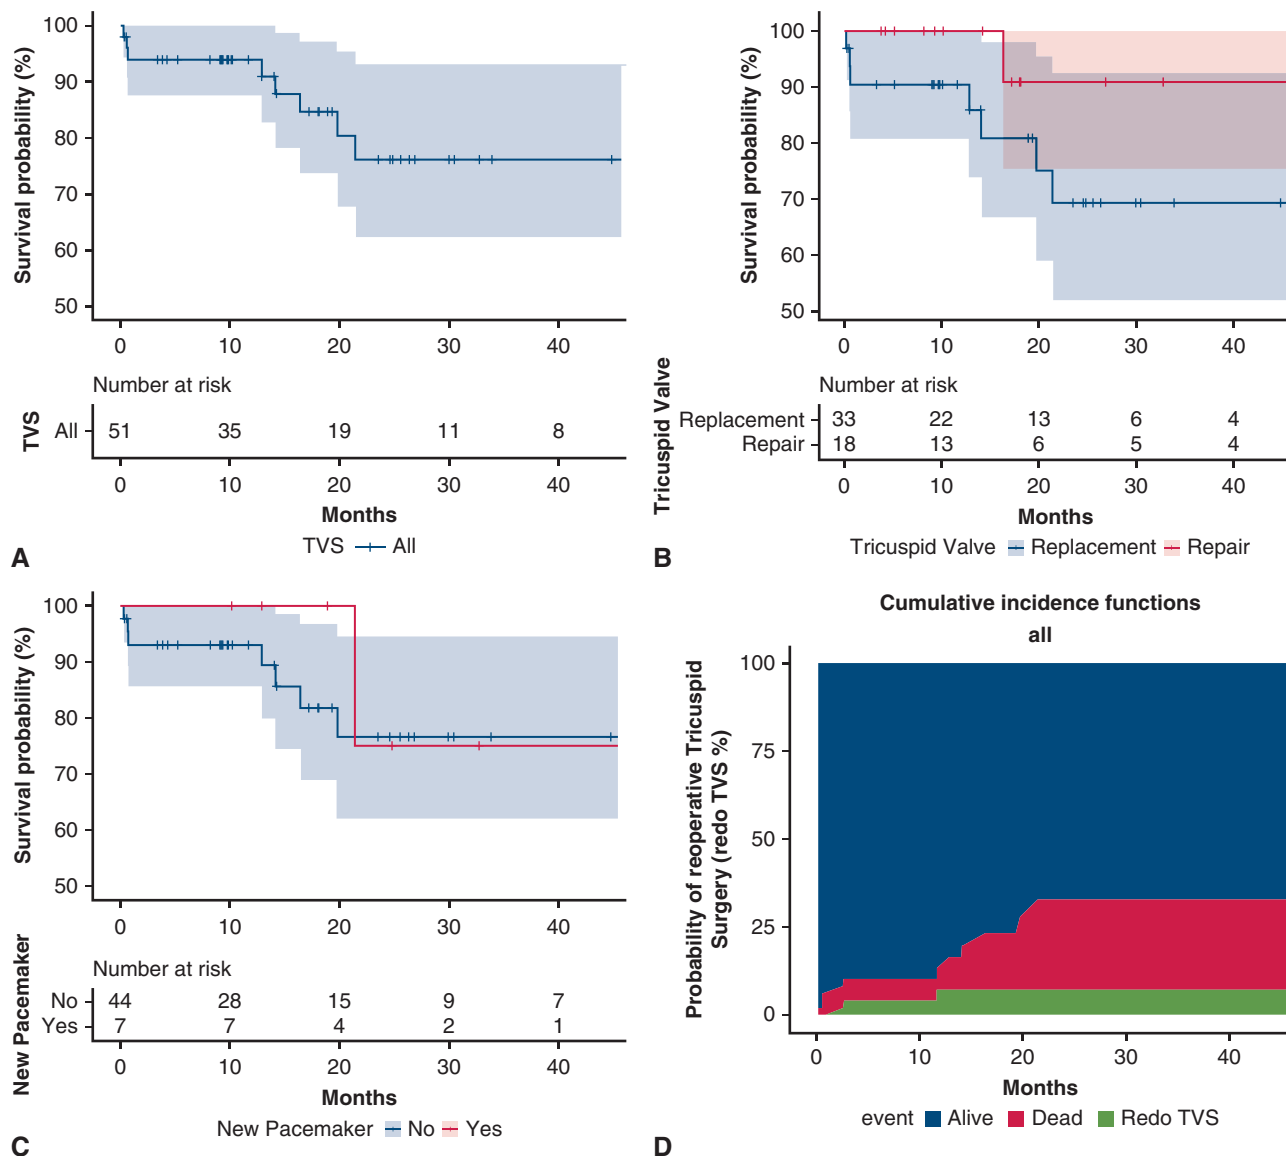 Survival probability (%)
100
90
80
70
60
50
0 10 20 30 40
Number at risk
TVS
All 51 35 19 11 8
0 10 20 30 40
Months
TVS All
A
Survival probability (%)
100
90
80
70
60
50
0 10 20 30 40
Number at risk
Tricuspid Valve
Replacement 33 22 13 6 4
Repair 18 13 6 5 4
0 10 20 30 40
Months
Tricuspid Valve Replacement Repair
B
Survival probability (%)
100
90
80
70
60
50
0 10 20 30 40
Number at risk
New Pacemaker
No 44 28 15 9 7
Yes 7 7 4 2 1
0 10 20 30 40
Months
New Pacemaker No Yes
C
Cumulative incidence functions
all
Probability of reoperative Tricuspid
Surgery (redo TVS %)
100
75
50
25
0
0 10 20 30 40
Months
event Alive Dead Redo TVS
D